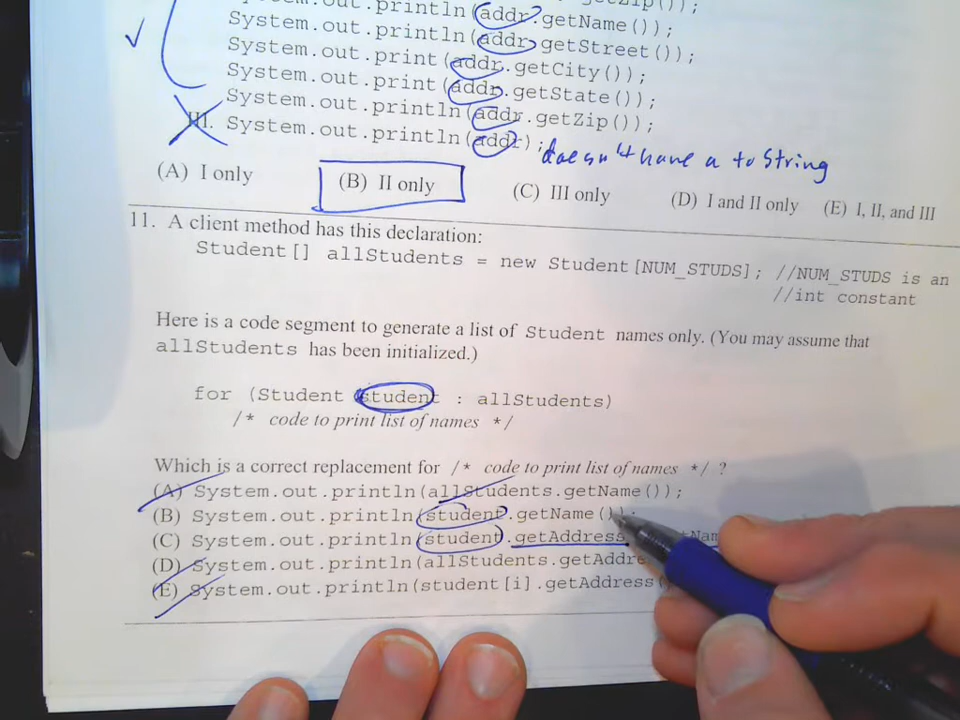 System.out.println(addr.getName());
System.out.println(addr.getStreet());
System.out.print(addr.getCity());
System.out.print(addr.getState());
System.out.println(addr.getZip());
III. System.out.println(addr); doesn't have a toString
(A) I only (B) II only (C) III only (D) I and II only (E) I, II, and III
11. A client method has this declaration:
Student[] allStudents = new Student[NUM_STUDS]; //NUM_STUDS is an
//int constant
Here is a code segment to generate a list of Student names only. (You may assume that
allStudents has been initialized.)
for (Student student : allStudents)
/* code to print list of names */
Which is a correct replacement for /* code to print list of names */ ?
(A) System.out.println(allStudents.getName());
(B) System.out.println(student.getName());
(C) System.out.println(student.getAddress
(D) System.out.println(allStudents.getAddre
(E) System.out.println(student[i].getAddress(